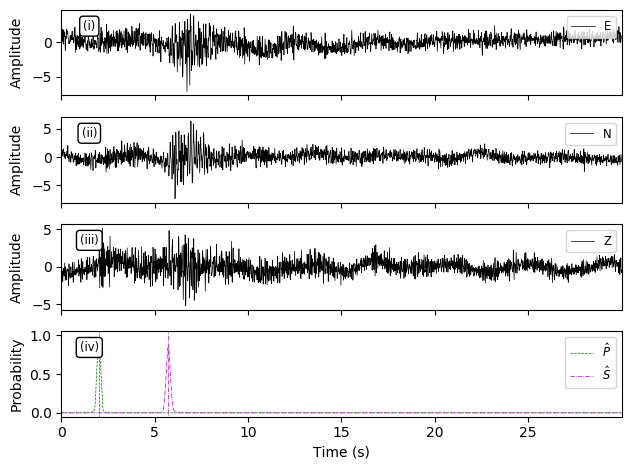 (i)
E
0
−5
Amplitude
(ii)
N
5
0
−5
Amplitude
(iii)
Z
5
0
−5
Amplitude
(iv)
P̂
Ŝ
1.0
0.5
0.0
Probability
0 5 10 15 20 25
Time (s)